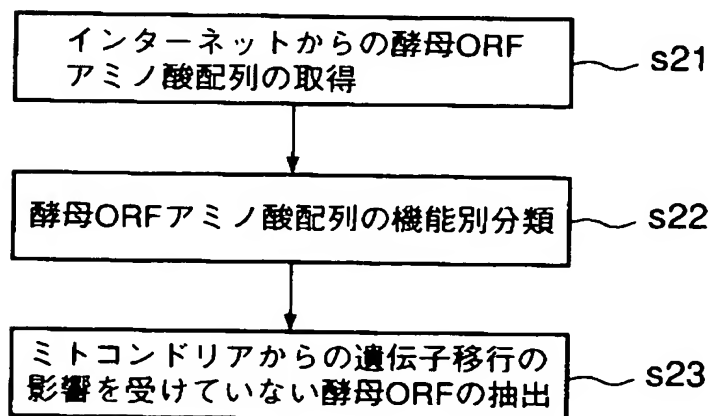 インターネットからの酵母ORF
アミノ酸配列の取得
s21
酵母ORFアミノ酸配列の機能別分類
s22
ミトコンドリアからの遺伝子移行の
影響を受けていない酵母ORFの抽出
s23